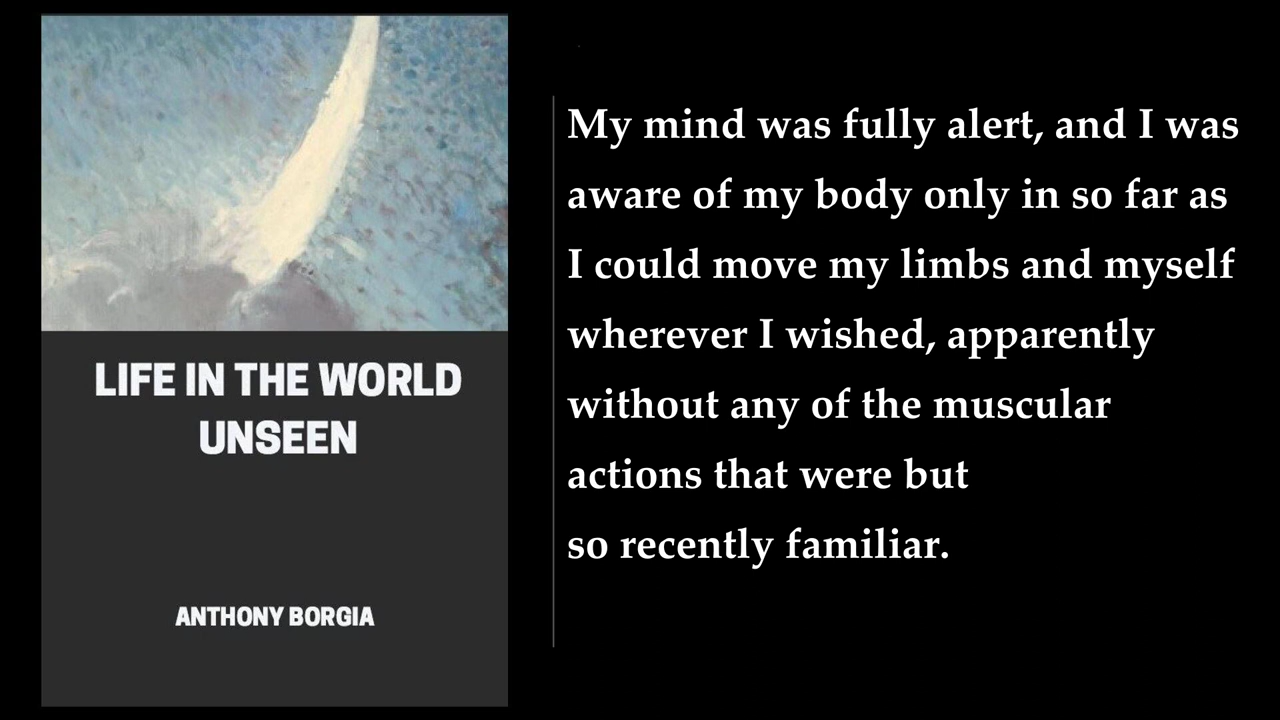 LIFE IN THE WORLD
UNSEEN
ANTHONY BORGIA
My mind was fully alert, and I was
aware of my body only in so far as
I could move my limbs and myself
wherever I wished, apparently
without any of the muscular
actions that were but
so recently familiar.